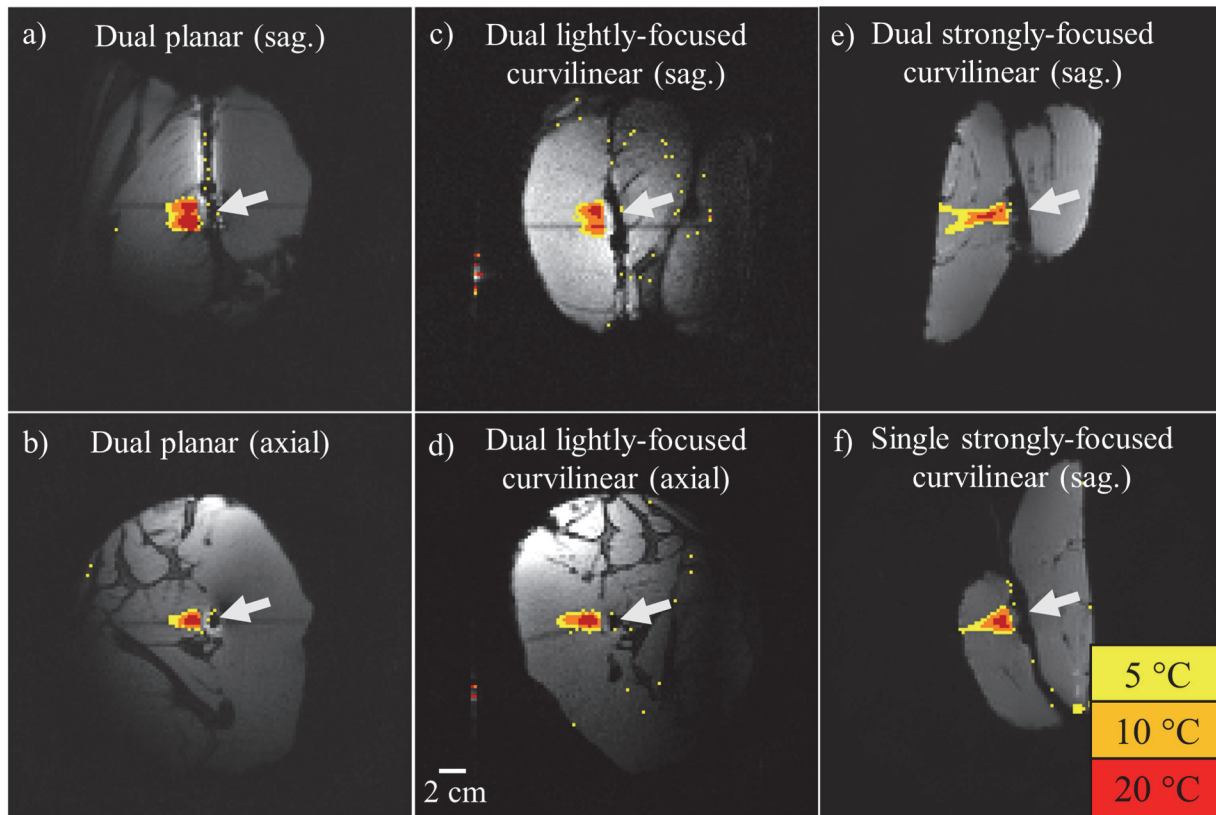 a) Dual planar (sag.)
c) Dual lightly-focused
curvilinear (sag.)
e) Dual strongly-focused
curvilinear (sag.)
b) Dual planar (axial)
d) Dual lightly-focused
curvilinear (axial)
2 cm
f) Single strongly-focused
curvilinear (sag.)
5 °C
10 °C
20 °C